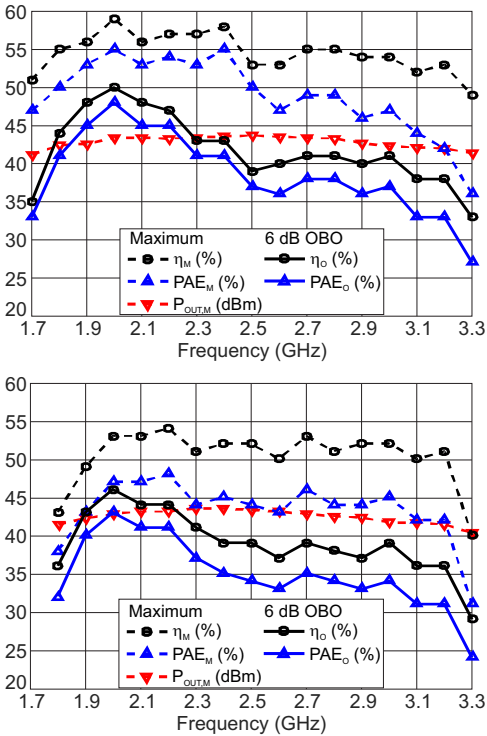 60
55
50
45
40
35
30
25
20
Maximum 6 dB OBO
η_M (%) η_O (%)
PAE_M (%) PAE_O (%)
P_OUT,M (dBm)
1.7 1.9 2.1 2.3 2.5 2.7 2.9 3.1 3.3
Frequency (GHz)
60
55
50
45
40
35
30
25
20
Maximum 6 dB OBO
η_M (%) η_O (%)
PAE_M (%) PAE_O (%)
P_OUT,M (dBm)
1.7 1.9 2.1 2.3 2.5 2.7 2.9 3.1 3.3
Frequency (GHz)